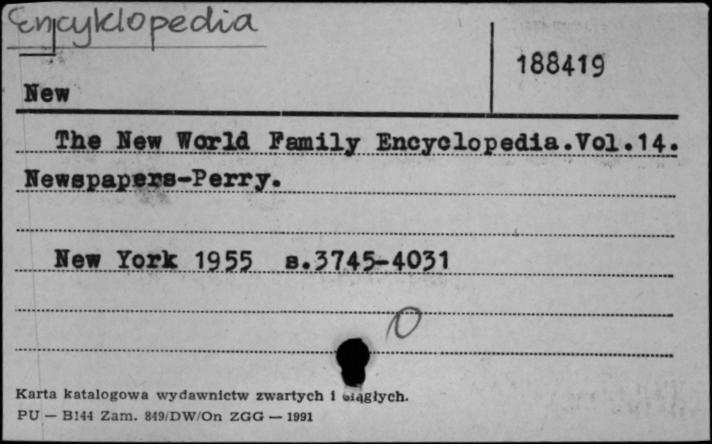 Encyklopedia
188419
New
The New World Family Encyclopedia.Vol.14.
Newspapers-Perry.
New York 1955 s.3745-4031
0
Karta katalogowa wydawnictw zwartych i ciągłych.
PU — B144 Zam. 849/DW/On ZGG — 1991